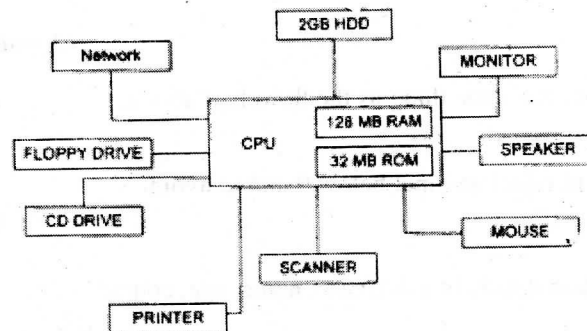 2GB HDD
Network
MONITOR
128 MB RAM
CPU
FLOPPY DRIVE
32 MB ROM
SPEAKER
CD DRIVE
MOUSE
SCANNER
PRINTER